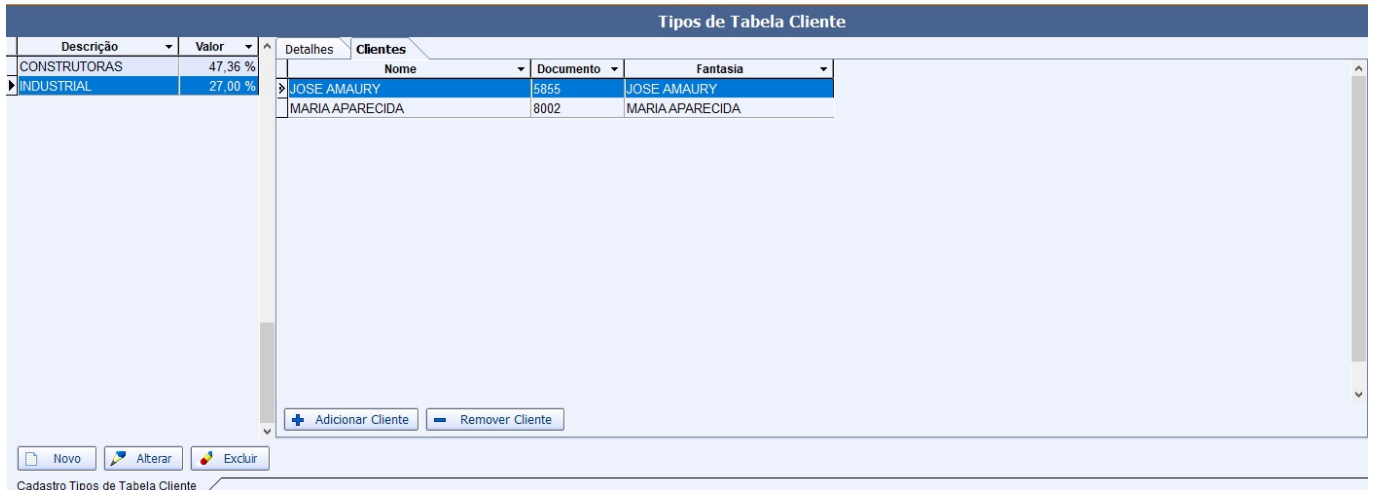 Tipos de Tabela Cliente
Descrição Valor
CONSTRUTORAS 47,36 %
INDUSTRIAL 27,00 %
Detalhes Clientes
Nome Documento Fantasia
JOSE AMAURY 5855 JOSE AMAURY
MARIA APARECIDA 8002 MARIA APARECIDA
Adicionar Cliente Remover Cliente
Novo Alterar Excluir
Cadastro Tipos de Tabela Cliente